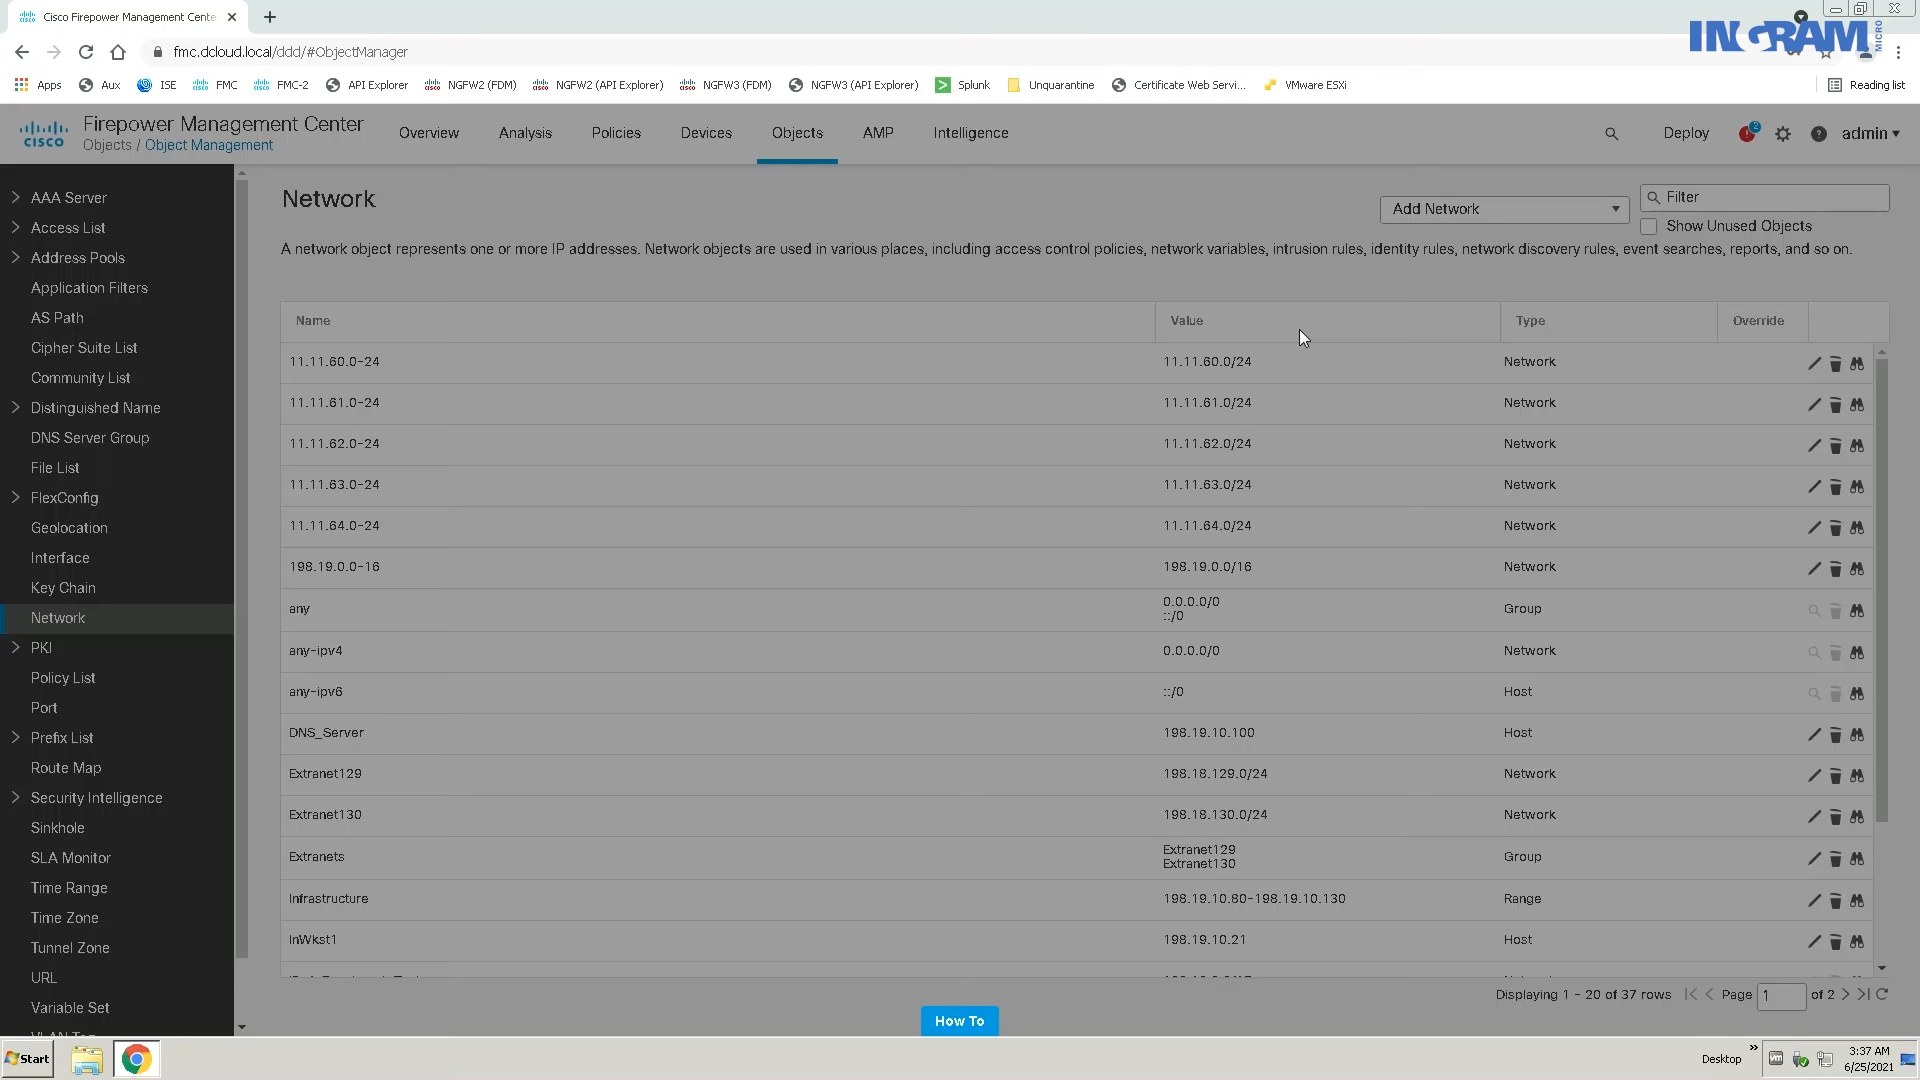 Cisco Firepower Management Cente
INGRAM MICRO
fmc.dcloud.local/ddd/#ObjectManager
Apps Aux ISE FMC FMC-2 API Explorer NGFW2 (FDM) NGFW2 (API Explorer) NGFW3 (FDM) NGFW3 (API Explorer) Splunk Unquarantine Certificate Web Servi... VMware ESXi Reading list
Firepower Management Center
Objects / Object Management
CISCO
Overview Analysis Policies Devices Objects AMP Intelligence Deploy 2 admin
AAA Server
Access List
Address Pools
Application Filters
AS Path
Cipher Suite List
Community List
Distinguished Name
DNS Server Group
File List
FlexConfig
Geolocation
Interface
Key Chain
Network
PKI
Policy List
Port
Prefix List
Route Map
Security Intelligence
Sinkhole
SLA Monitor
Time Range
Time Zone
Tunnel Zone
URL
Variable Set
VLAN Tag
Network
Add Network
Filter
Show Unused Objects
A network object represents one or more IP addresses. Network objects are used in various places, including access control policies, network variables, intrusion rules, identity rules, network discovery rules, event searches, reports, and so on.
Name Value Type Override
11.11.60.0-24 11.11.60.0/24 Network
11.11.61.0-24 11.11.61.0/24 Network
11.11.62.0-24 11.11.62.0/24 Network
11.11.63.0-24 11.11.63.0/24 Network
11.11.64.0-24 11.11.64.0/24 Network
198.19.0.0-16 198.19.0.0/16 Network
any 0.0.0.0/0 Group
::/0
any-ipv4 0.0.0.0/0 Network
any-ipv6 ::/0 Host
DNS_Server 198.19.10.100 Host
Extranet129 198.18.129.0/24 Network
Extranet130 198.18.130.0/24 Network
Extranets Extranet129 Group
Extranet130
Infrastructure 198.19.10.80-198.19.10.130 Range
InWkst1 198.19.10.21 Host
Displaying 1 - 20 of 37 rows Page 1 of 2
How To
Start
Desktop
3:37 AM
6/25/2021